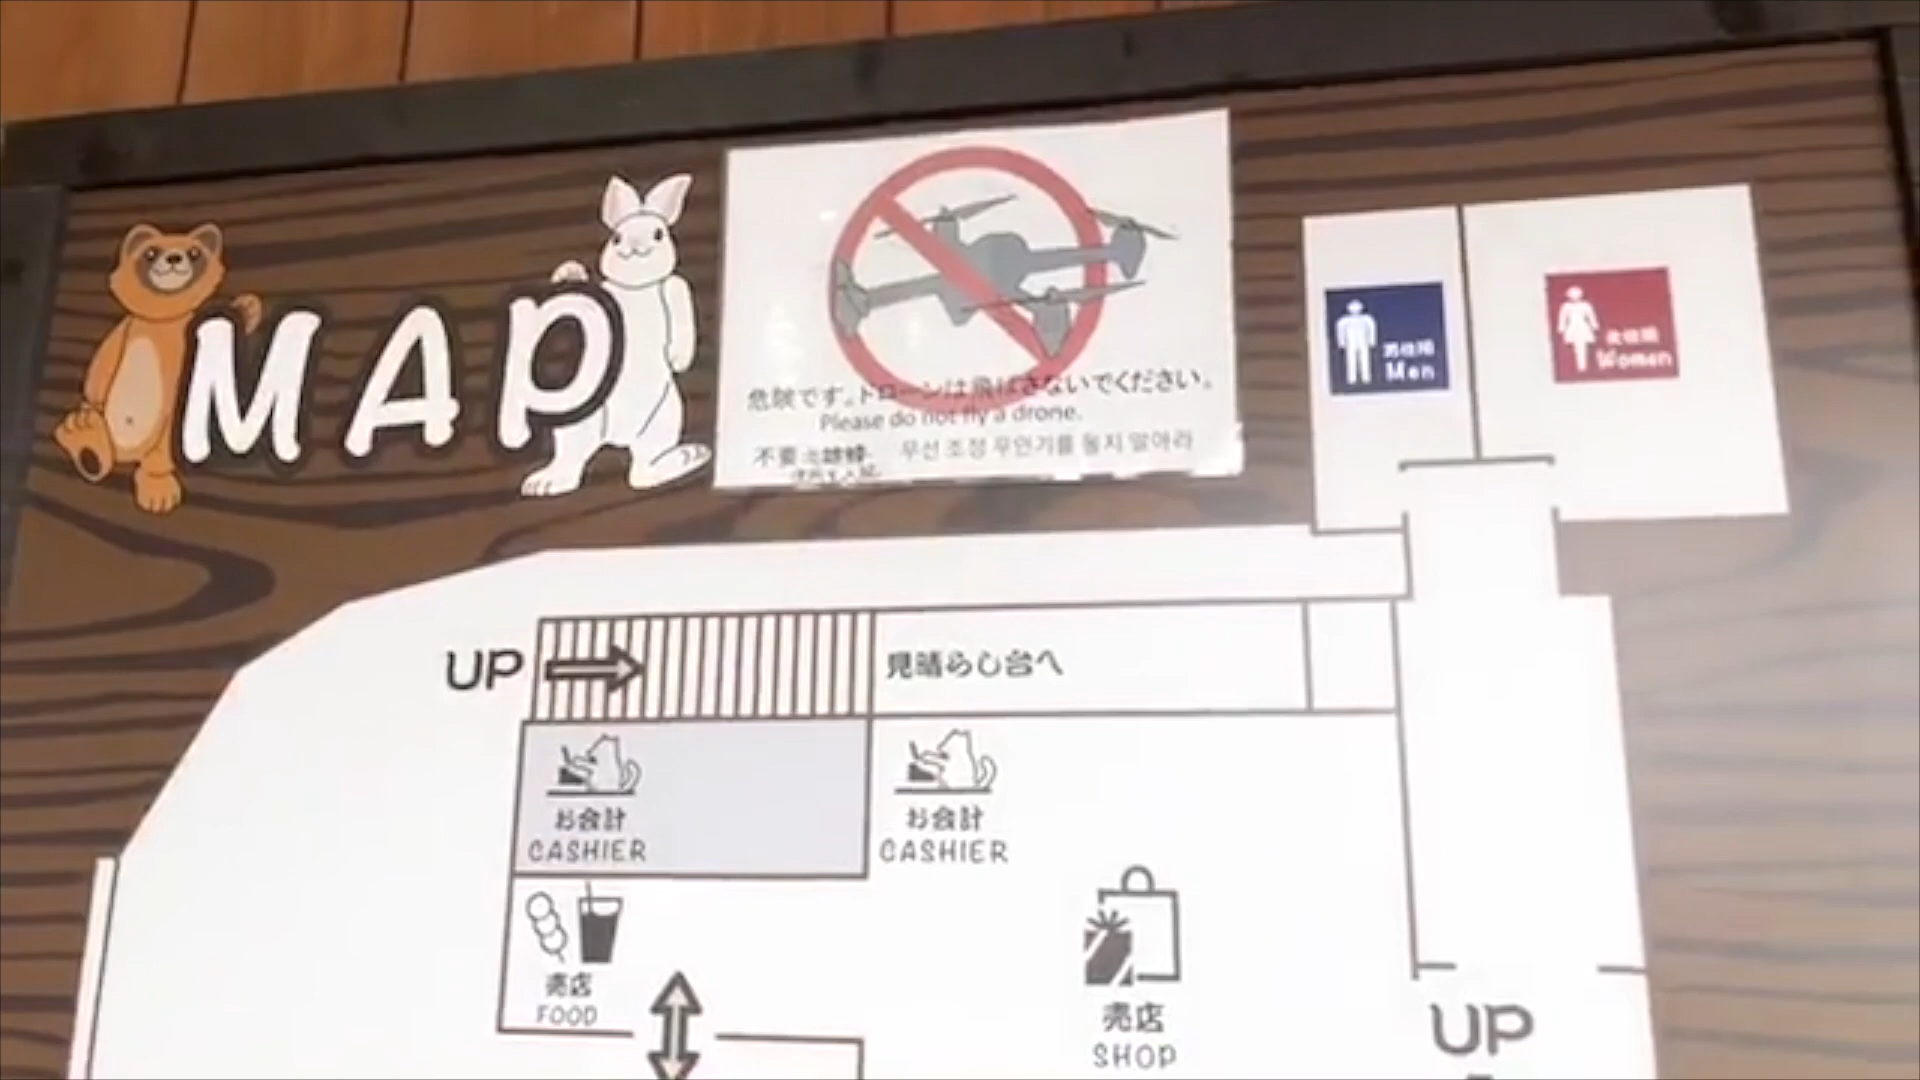 MAP
危険です。ドローンは飛ばさないでください。
Please do not fly a drone.
不要
무선 조정 무인기를 놓지 말아라
Men
Women
UP
見晴らし台へ
お会計
CASHIER
お会計
CASHIER
売店
FOOD
売店
SHOP
UP